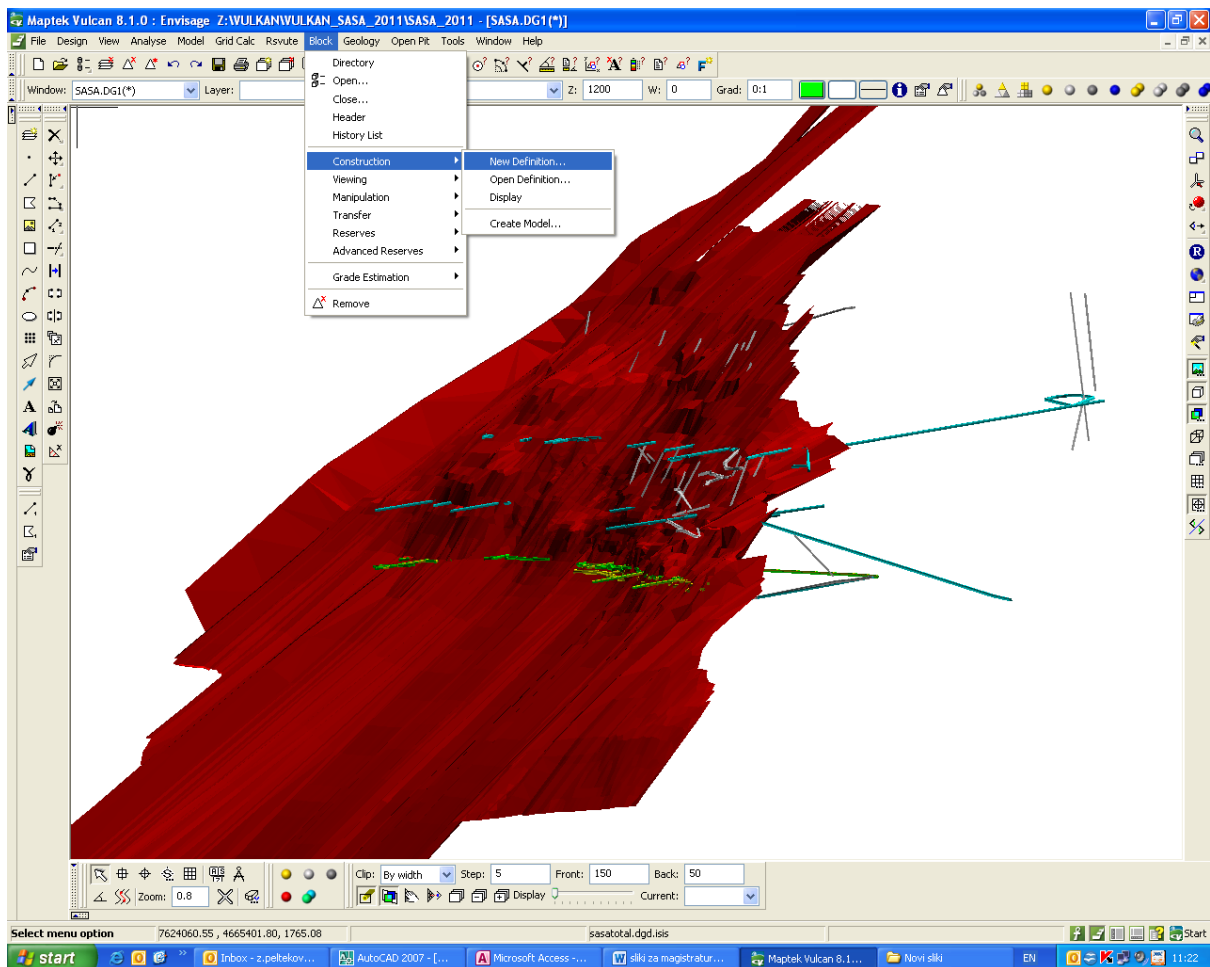 Maptek Vulcan 8.1.0 : Envisage Z:\VULKAN\VULKAN_SASA_2011\SASA_2011 - [SASA.DG1(*)]
File Design View Analyse Model Grid Calc Rsvute Block Geology Open Pit Tools Window Help
Window: SASA.DG1(*) Layer: Z: 1200 W: 0 Grad: 0:1
Directory
Open...
Close...
Header
History List
Construction
Viewing
Manipulation
Transfer
Reserves
Advanced Reserves
Grade Estimation
Remove
New Definition...
Open Definition...
Display
Create Model...
Clip: By width Step: 5 Front: 150 Back: 50
Zoom: 0.8 Display Current:
Select menu option 7624060.55 , 4665401.80, 1765.08 sasatotal.dgd.isis Start
start Inbox - z.peltekov... AutoCAD 2007 - [... Microsoft Access -... sliki za magistratur... Maptek Vulcan 8.1... Novi sliki EN 11:22